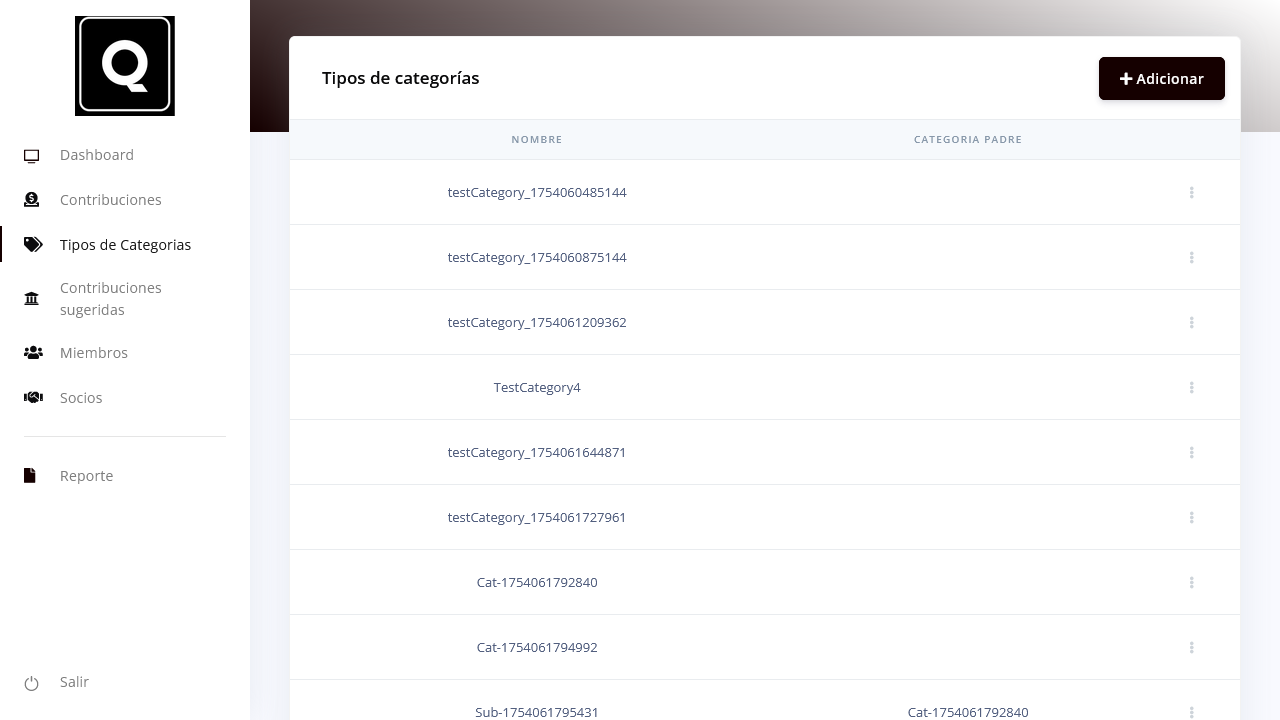 Q
Dashboard
Contribuciones
Tipos de Categorias
Contribuciones
sugeridas
Miembros
Socios
Reporte
Salir
Tipos de categorías
Adicionar
NOMBRE CATEGORIA PADRE
testCategory_1754060485144
testCategory_1754060875144
testCategory_1754061209362
TestCategory4
testCategory_1754061644871
testCategory_1754061727961
Cat-1754061792840
Cat-1754061794992
Sub-1754061795431 Cat-1754061792840